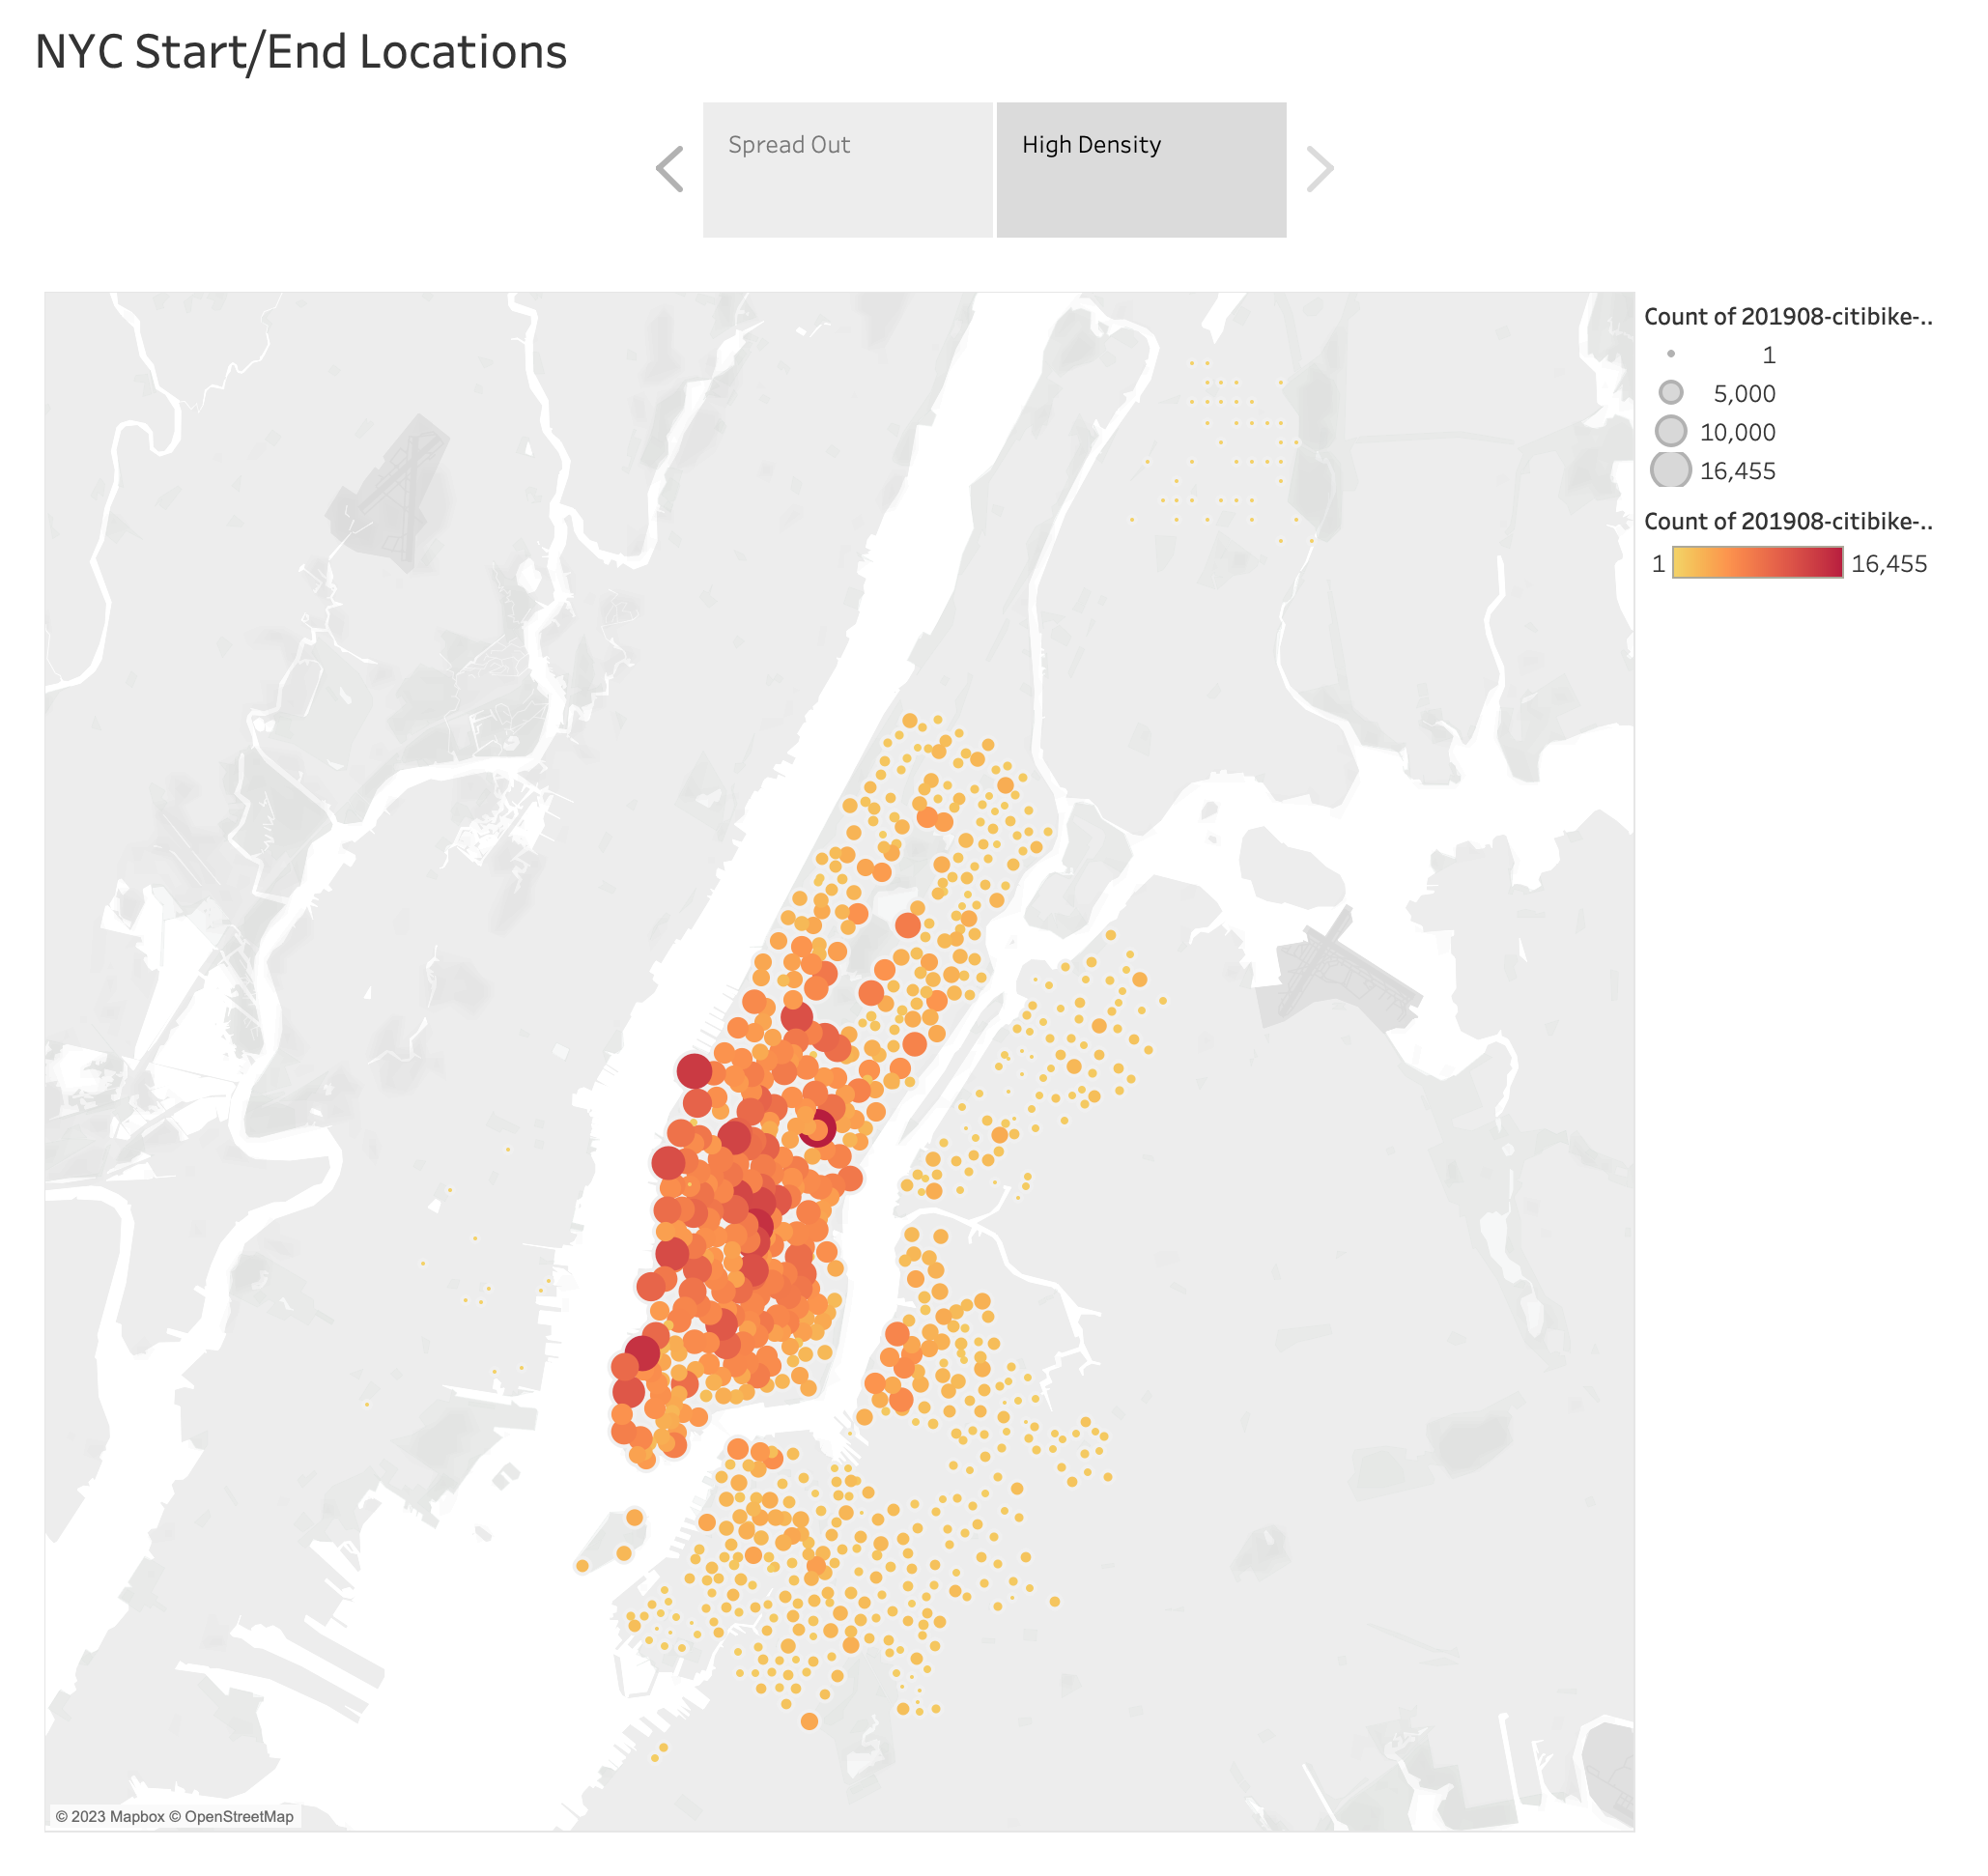 NYC Start/End Locations
Spread Out
High Density
Count of 201908-citibike-..
1
5,000
10,000
16,455
Count of 201908-citibike-..
1 16,455
© 2023 Mapbox © OpenStreetMap